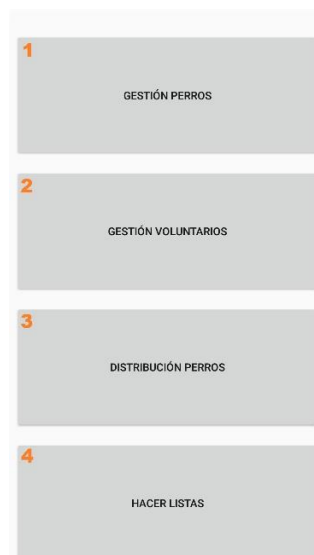 1
GESTIÓN PERROS
2
GESTIÓN VOLUNTARIOS
3
DISTRIBUCIÓN PERROS
4
HACER LISTAS